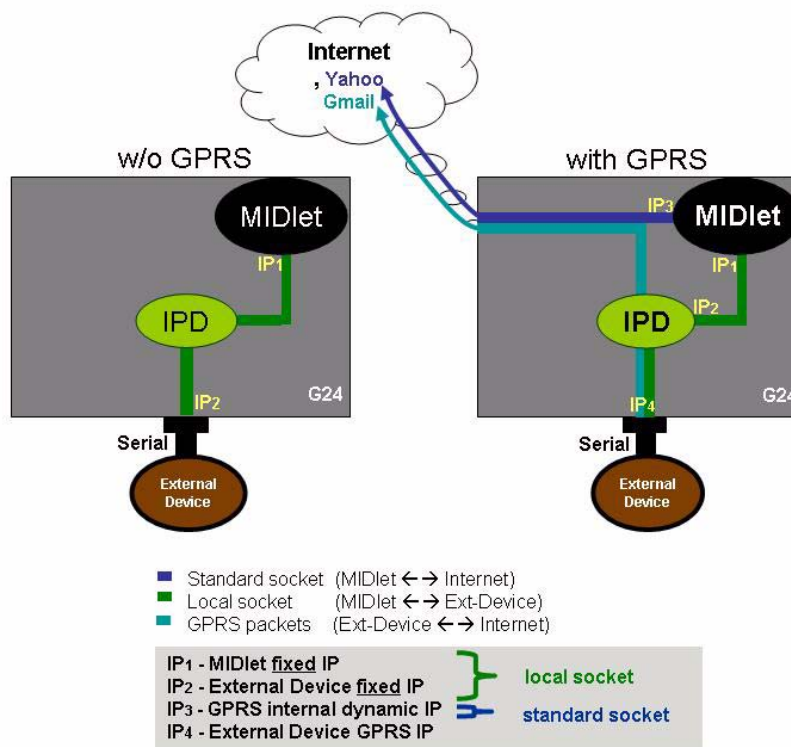 Internet
, Yahoo
Gmail
w/o GPRS
with GPRS
MIDlet
IP1
IPD
IP2
G24
Serial
External
Device
IP3
MIDlet
IP1
IP2
IPD
IP4
G24
Serial
External
Device
Standard socket (MIDlet ←→ Internet)
Local socket (MIDlet ←→ Ext-Device)
GPRS packets (Ext-Device ←→ Internet)
IP1 - MIDlet fixed IP
IP2 - External Device fixed IP
local socket
IP3 - GPRS internal dynamic IP
standard socket
IP4 - External Device GPRS IP